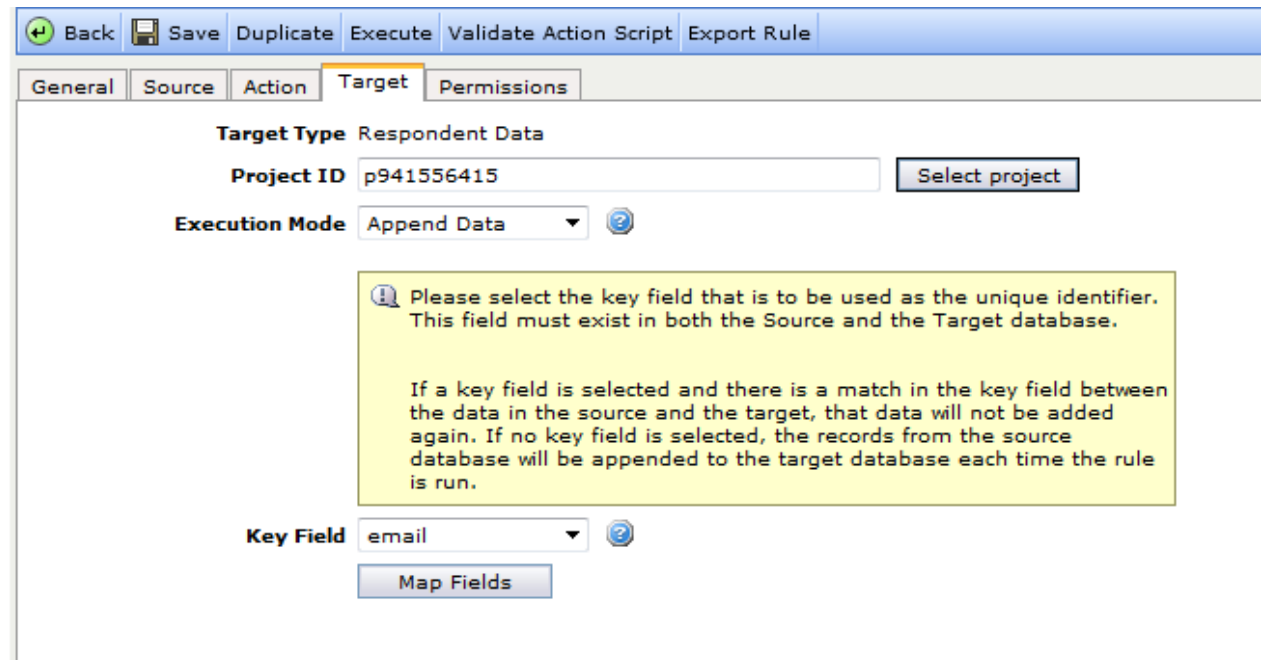 Back Save Duplicate Execute Validate Action Script Export Rule
General Source Action Target Permissions
Target Type Respondent Data
Project ID p941556415 Select project
Execution Mode Append Data
Please select the key field that is to be used as the unique identifier.
This field must exist in both the Source and the Target database.
If a key field is selected and there is a match in the key field between
the data in the source and the target, that data will not be added
again. If no key field is selected, the records from the source
database will be appended to the target database each time the rule
is run.
Key Field email
Map Fields